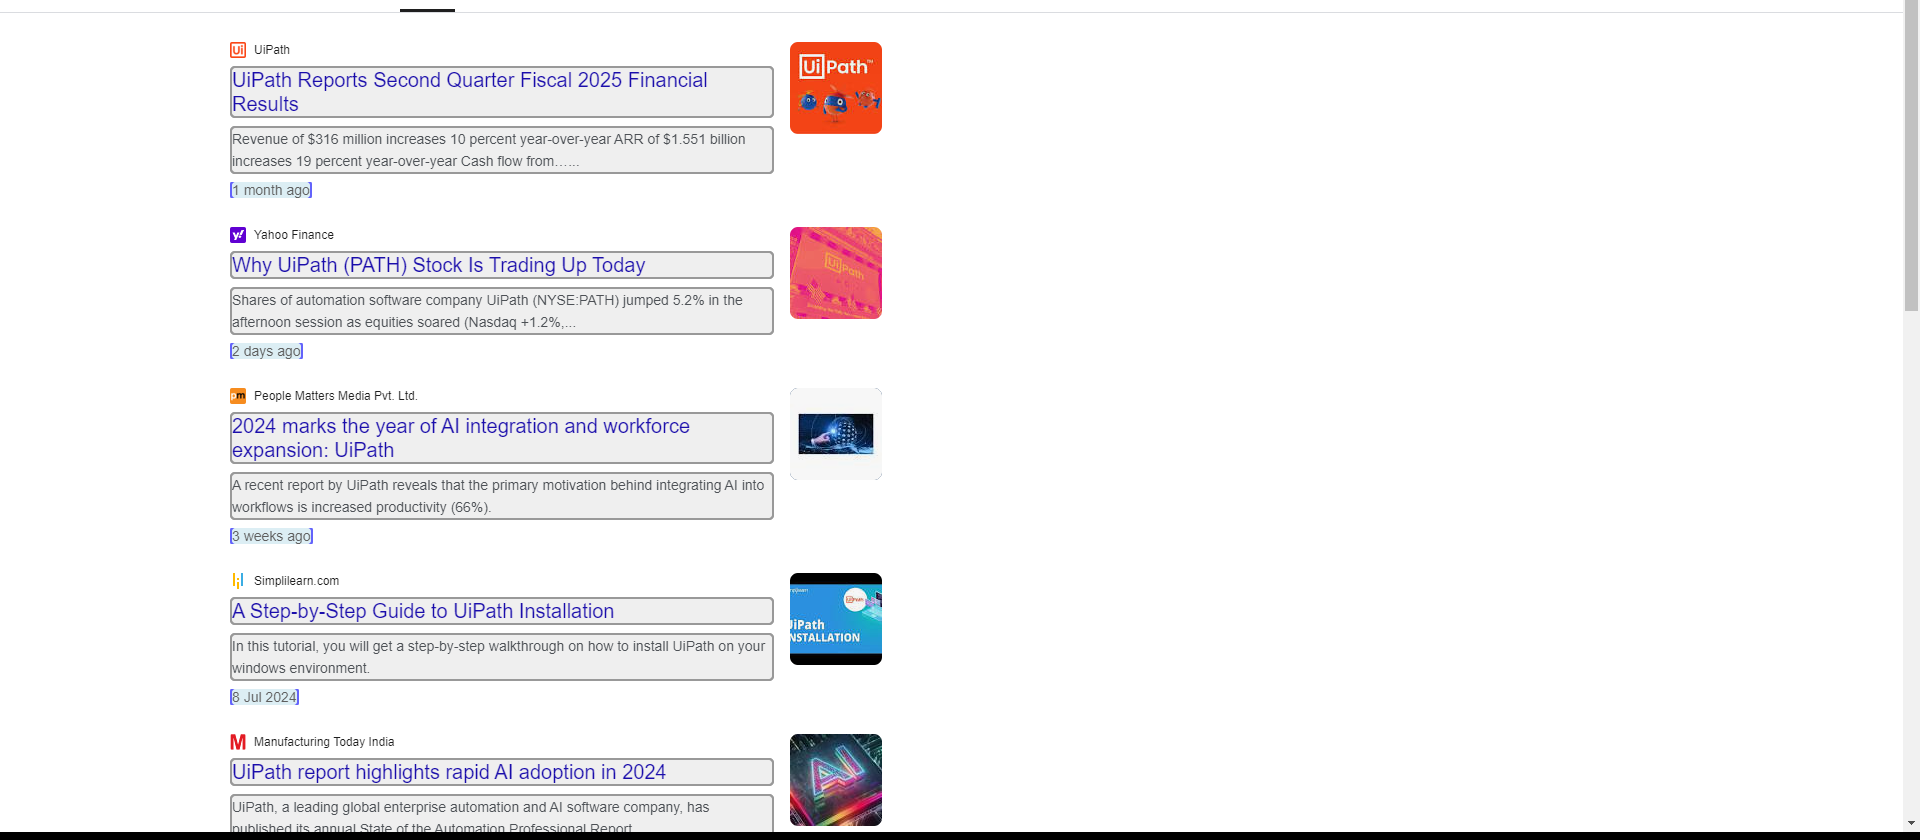 UiPath
UiPath Reports Second Quarter Fiscal 2025 Financial
Results
Revenue of $316 million increases 10 percent year-over-year ARR of $1.551 billion
increases 19 percent year-over-year Cash flow from…...
1 month ago
UiPath™
Yahoo Finance
Why UiPath (PATH) Stock Is Trading Up Today
Shares of automation software company UiPath (NYSE:PATH) jumped 5.2% in the
afternoon session as equities soared (Nasdaq +1.2%,...
2 days ago
UiPath
People Matters Media Pvt. Ltd.
2024 marks the year of AI integration and workforce
expansion: UiPath
A recent report by UiPath reveals that the primary motivation behind integrating AI into
workflows is increased productivity (66%).
3 weeks ago
Simplilearn.com
A Step-by-Step Guide to UiPath Installation
In this tutorial, you will get a step-by-step walkthrough on how to install UiPath on your
windows environment.
8 Jul 2024
UiPath
JiPath
NSTALLATION
Manufacturing Today India
UiPath report highlights rapid AI adoption in 2024
UiPath, a leading global enterprise automation and AI software company, has
published its annual State of the Automation Professional Report
AI